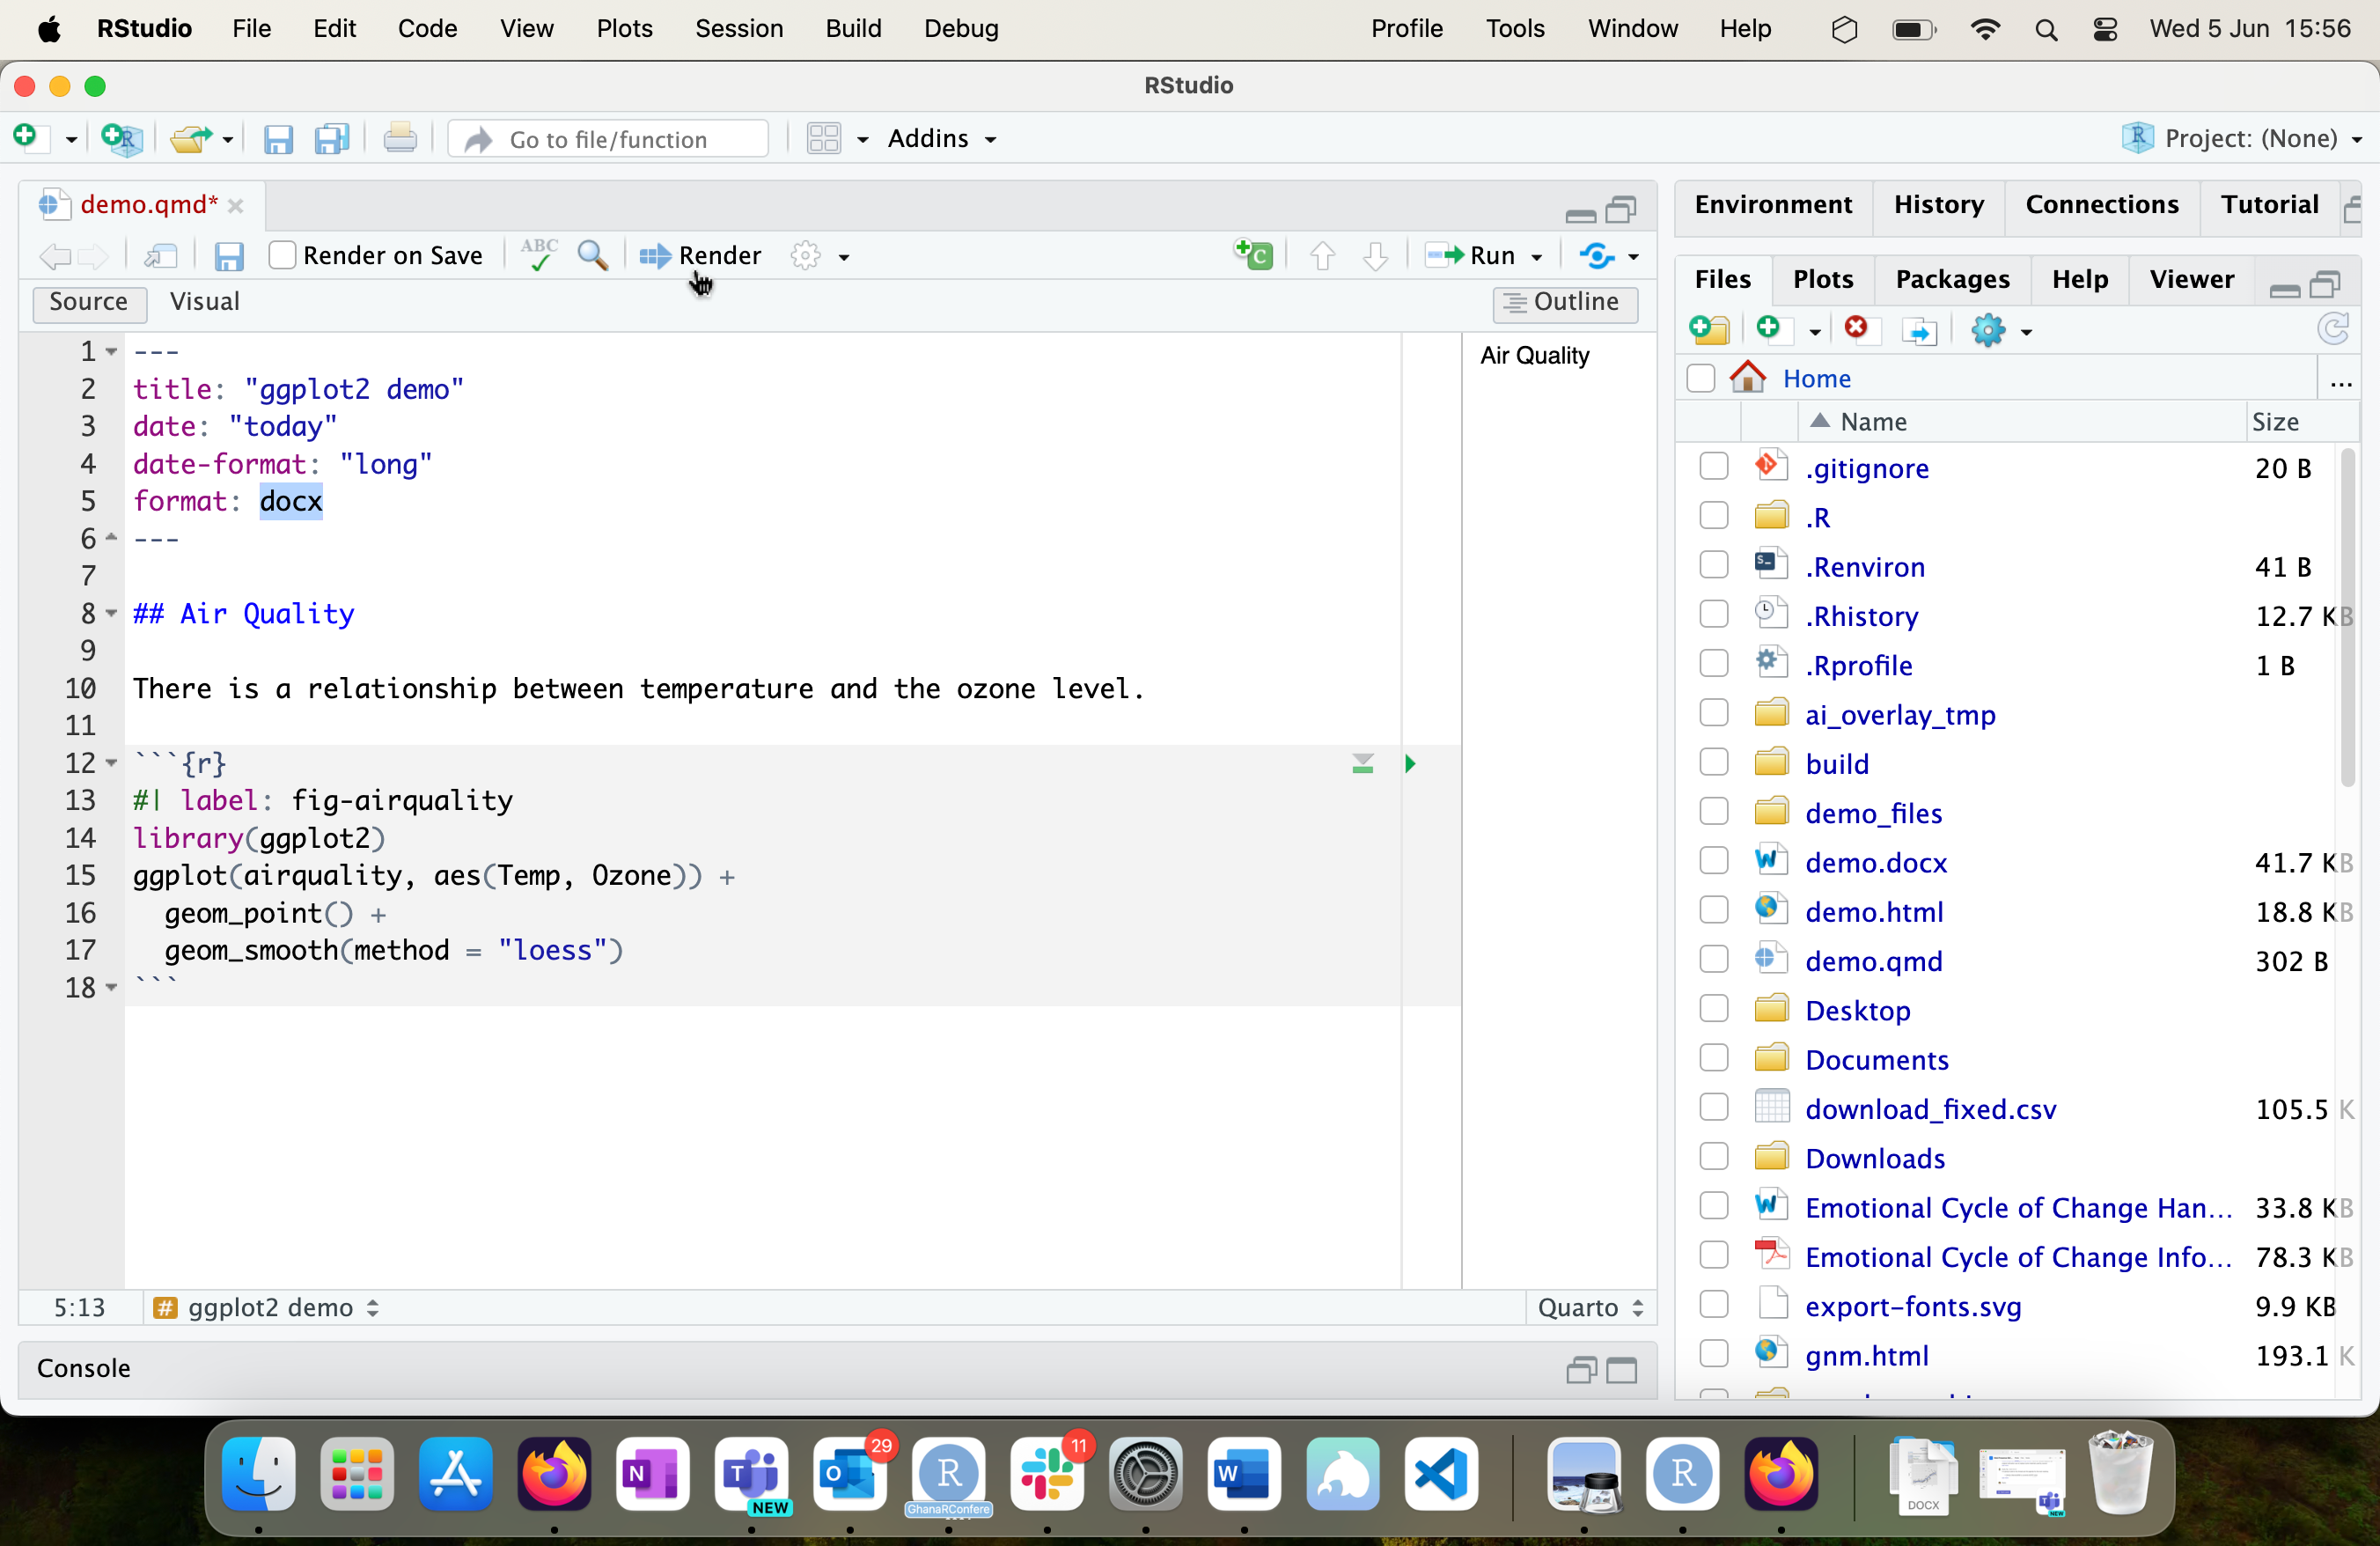 RStudio File Edit Code View Plots Session Build Debug Profile Tools Window Help Wed 5 Jun 15:56
RStudio
Go to file/function Addins Project: (None)
demo.qmd*
Render on Save ABC Render Run
Source Visual Outline
1 ---
2 title: "ggplot2 demo"
3 date: "today"
4 date-format: "long"
5 format: docx
6 ---
7
8 ## Air Quality
9
10 There is a relationship between temperature and the ozone level.
11
12 ```{r}
13 #| label: fig-airquality
14 library(ggplot2)
15 ggplot(airquality, aes(Temp, Ozone)) +
16 geom_point() +
17 geom_smooth(method = "loess")
18 ```
Air Quality
5:13 # ggplot2 demo Quarto
Console
Environment History Connections Tutorial
Files Plots Packages Help Viewer
Home ...
Name Size
.gitignore 20 B
.R
.Renviron 41 B
.Rhistory 12.7 KB
.Rprofile 1 B
ai_overlay_tmp
build
demo_files
demo.docx 41.7 KB
demo.html 18.8 KB
demo.qmd 302 B
Desktop
Documents
download_fixed.csv 105.5 K
Downloads
Emotional Cycle of Change Han... 33.8 KB
Emotional Cycle of Change Info... 78.3 KB
export-fonts.svg 9.9 KB
gnm.html 193.1 K
N T NEW O 29 R GhanaRConfere 11 W R DOCX